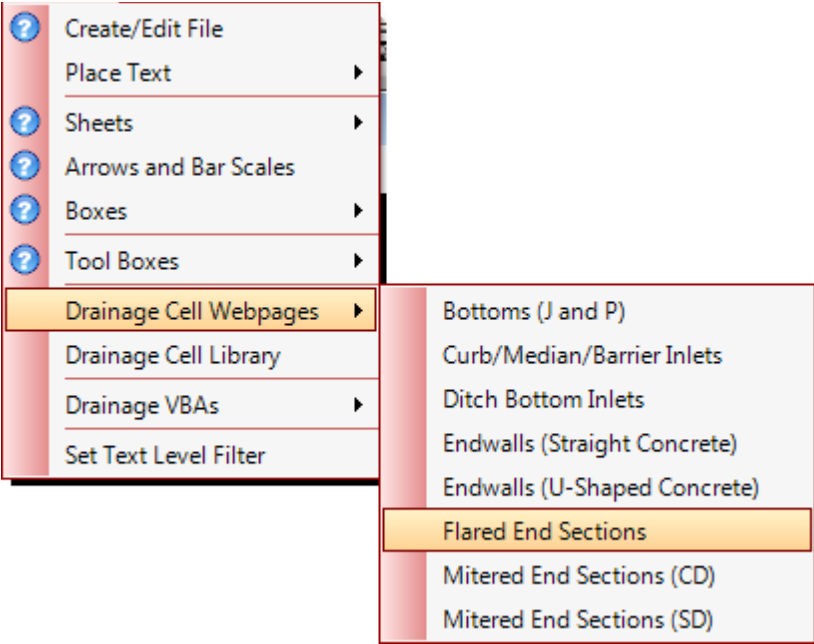 Create/Edit File
Place Text
Sheets
Arrows and Bar Scales
Boxes
Tool Boxes
Drainage Cell Webpages
Drainage Cell Library
Drainage VBAs
Set Text Level Filter
Bottoms (J and P)
Curb/Median/Barrier Inlets
Ditch Bottom Inlets
Endwalls (Straight Concrete)
Endwalls (U-Shaped Concrete)
Flared End Sections
Mitered End Sections (CD)
Mitered End Sections (SD)